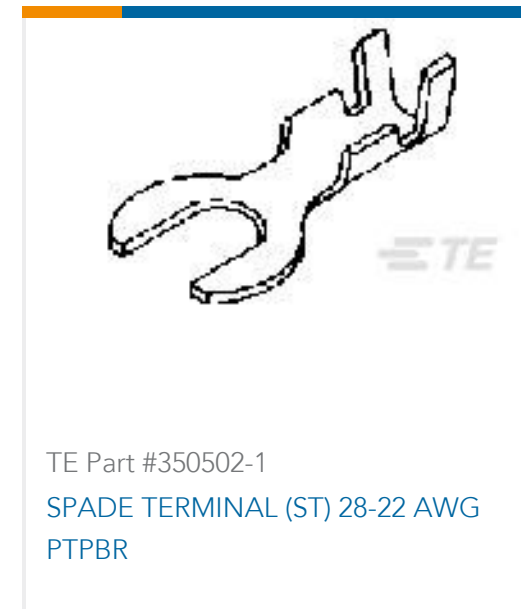 TE
TE Part #350502-1
SPADE TERMINAL (ST) 28-22 AWG
PTPBR